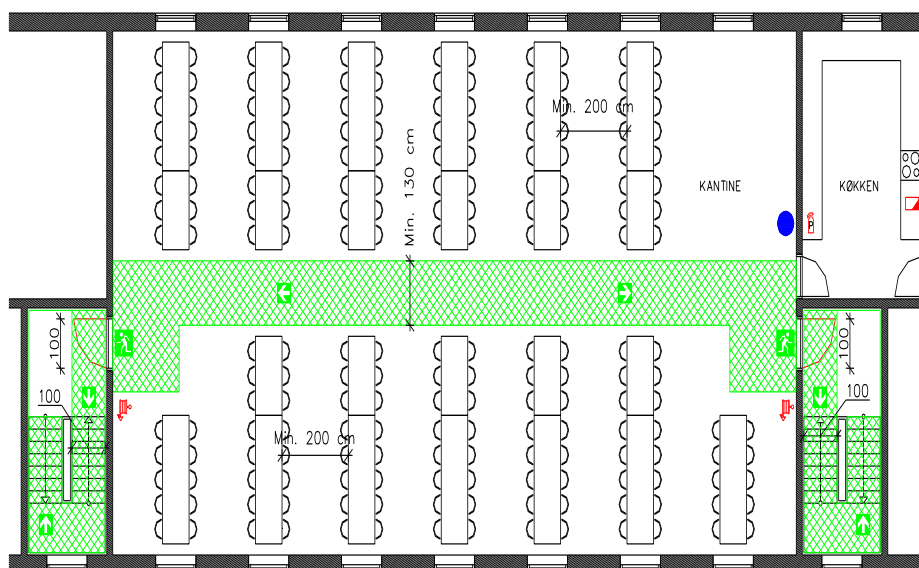 Min. 200 cm
Min. 130 cm
KANTINE
KØKKEN
P
100
100
100
100
Min. 200 cm